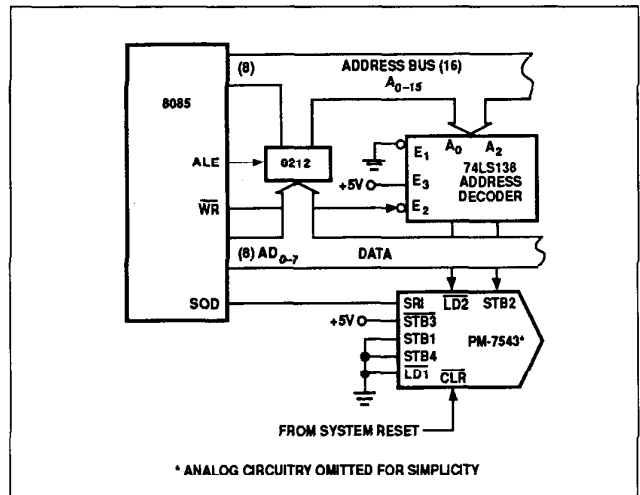 (8)
ADDRESS BUS (16)
A0–15
8085
ALE
8212
E1
A0 A2
+5V
E3
74LS138
ADDRESS
DECODER
WR
E2
(8) AD0–7 DATA
SOD
SRI LD2 STB2
+5V
STB3
STB1
PM-7543*
STB4
LD1 CLR
FROM SYSTEM RESET
* ANALOG CIRCUITRY OMITTED FOR SIMPLICITY